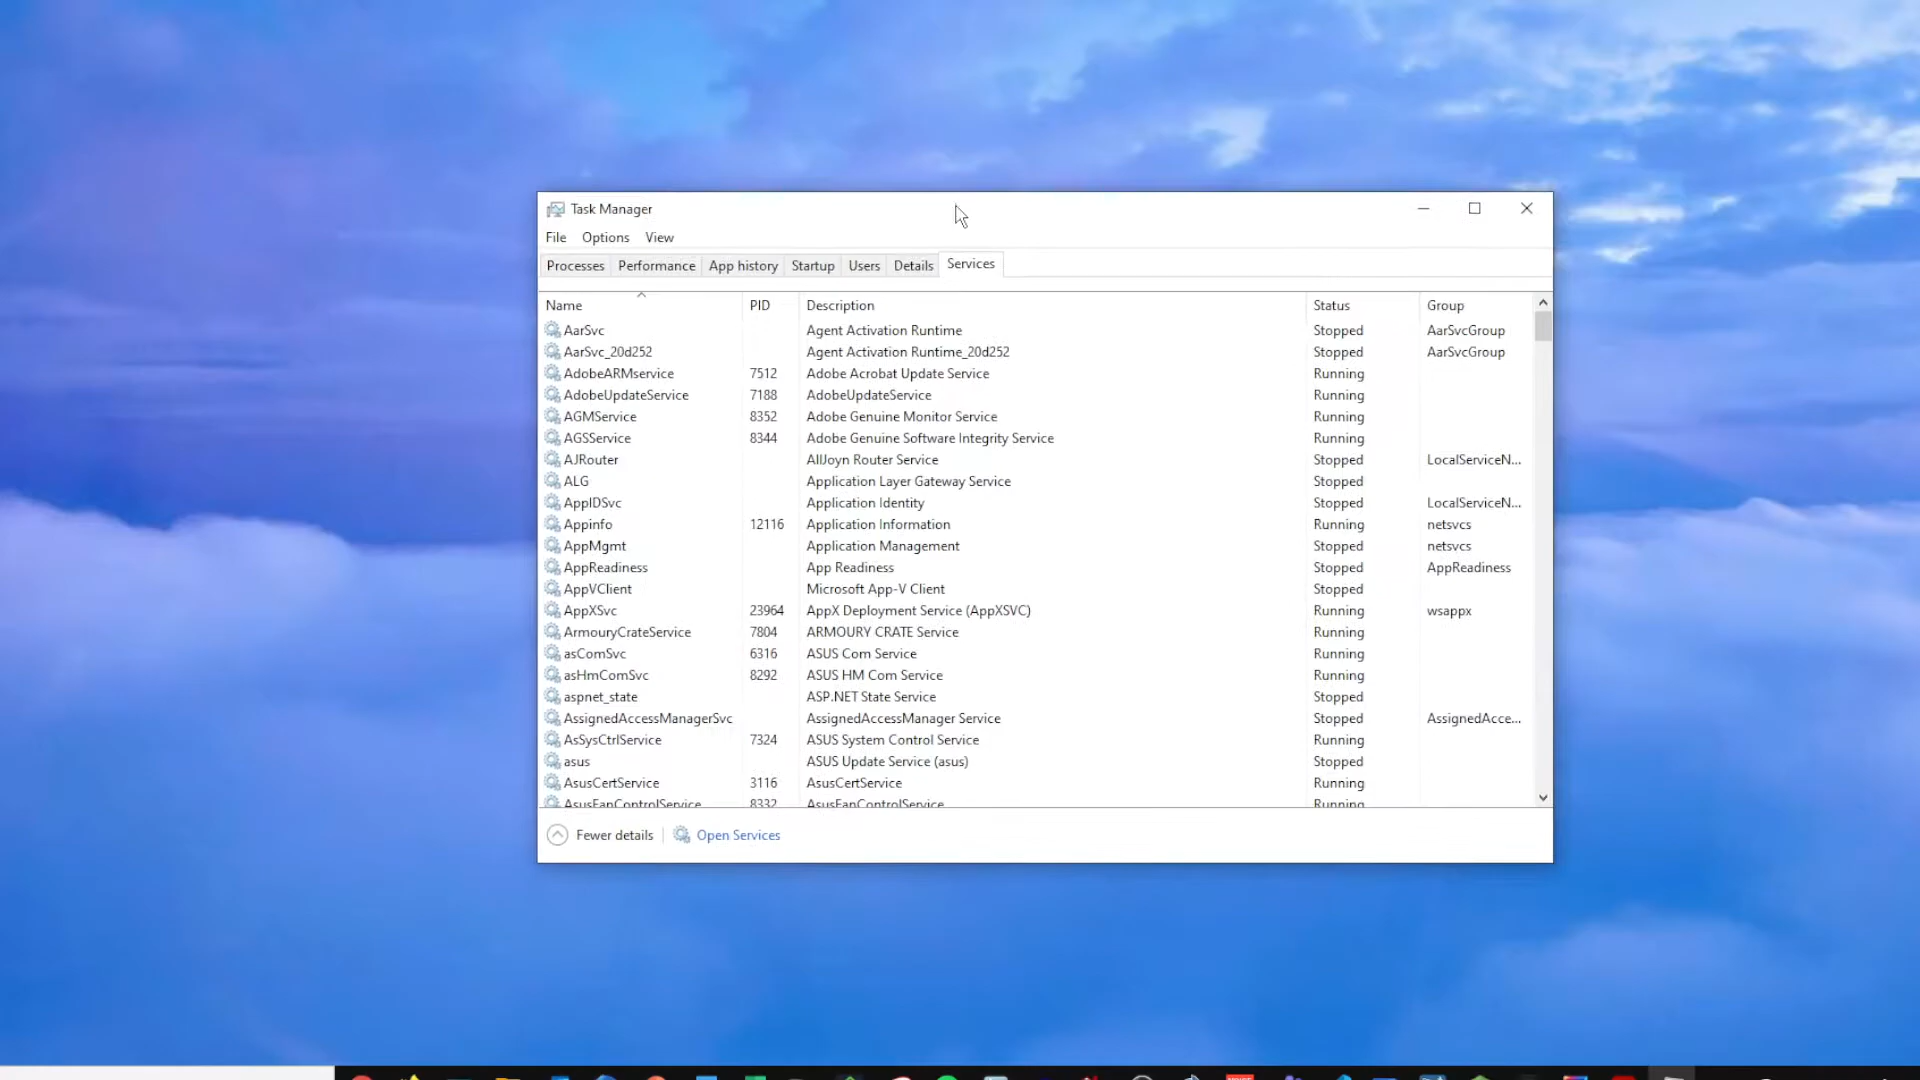 Task Manager
File Options View
Processes Performance App history Startup Users Details Services
Name PID Description Status Group
AarSvc Agent Activation Runtime Stopped AarSvcGroup
AarSvc_20d252 Agent Activation Runtime_20d252 Stopped AarSvcGroup
AdobeARMservice 7512 Adobe Acrobat Update Service Running
AdobeUpdateService 7188 AdobeUpdateService Running
AGMService 8352 Adobe Genuine Monitor Service Running
AGSService 8344 Adobe Genuine Software Integrity Service Running
AJRouter AllJoyn Router Service Stopped LocalServiceN...
ALG Application Layer Gateway Service Stopped
AppIDSvc Application Identity Stopped LocalServiceN...
Appinfo 12116 Application Information Running netsvcs
AppMgmt Application Management Stopped netsvcs
AppReadiness App Readiness Stopped AppReadiness
AppVClient Microsoft App-V Client Stopped
AppXSvc 23964 AppX Deployment Service (AppXSVC) Running wsappx
ArmouryCrateService 7804 ARMOURY CRATE Service Running
asComSvc 6316 ASUS Com Service Running
asHmComSvc 8292 ASUS HM Com Service Running
aspnet_state ASP.NET State Service Stopped
AssignedAccessManagerSvc AssignedAccessManager Service Stopped AssignedAcce...
AsSysCtrlService 7324 ASUS System Control Service Running
asus ASUS Update Service (asus) Stopped
AsusCertService 3116 AsusCertService Running
AsusFanControlService 8332 AsusFanControlService Running
Fewer details Open Services